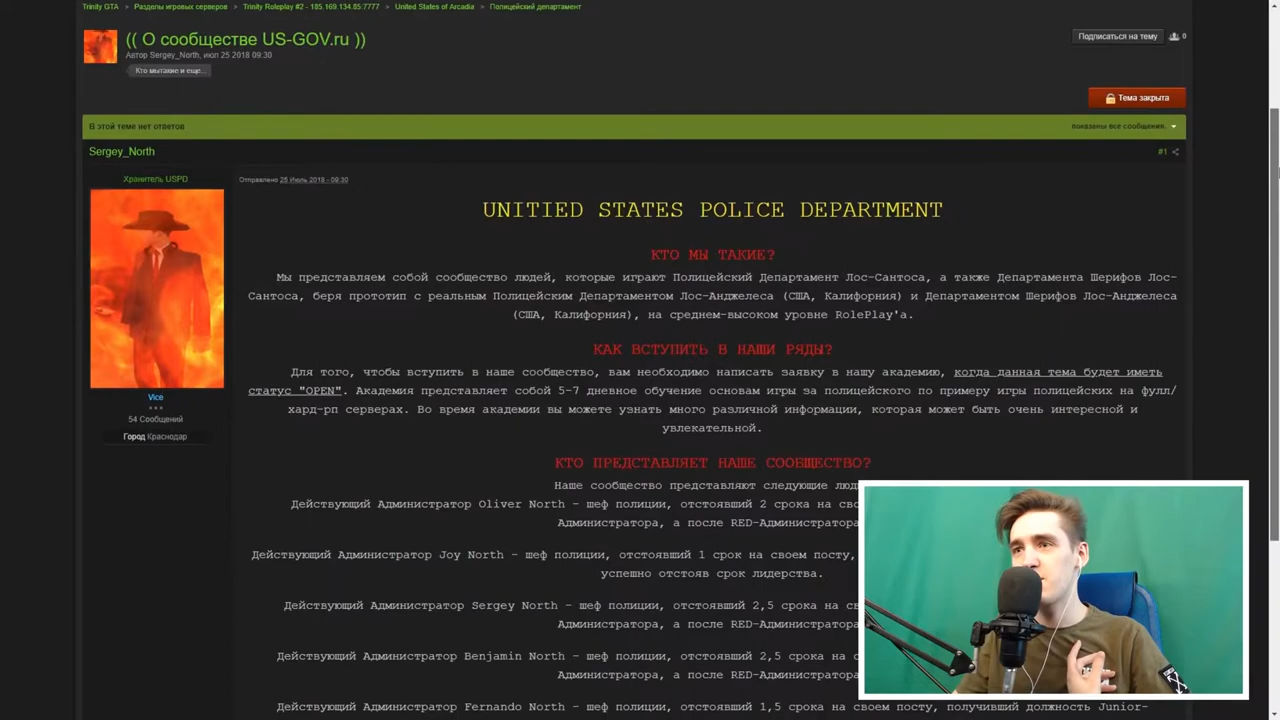 Trinity GTA • Разделы игровых серверов • Trinity Roleplay #2 - 185.169.134.85:7777 • United States of Arcadia • Полицейский департамент
(( О сообществе US-GOV.ru ))
Подписаться на тему 0
Автор Sergey_North, июл 25 2018 09:30
Кто мытакие и еще...
Тема закрыта
В этой теме нет ответов
показаны все сообщения.
Sergey_North
#1
Хранитель USPD
Отправлено 25 Июль 2018 - 09:30
UNITIED STATES POLICE DEPARTMENT
КТО МЫ ТАКИЕ?
Мы представляем собой сообщество людей, которые играют Полицейский Департамент Лос-Сантоса, а также Департамента Шерифов Лос-
Сантоса, беря прототип с реальным Полицейским Департаментом Лос-Анджелеса (США, Калифорния) и Департаментом Шерифов Лос-Анджелеса
(США, Калифорния), на среднем-высоком уровне RolePlay'а.
КАК ВСТУПИТЬ В НАШИ РЯДЫ?
Для того, чтобы вступить в наше сообщество, вам необходимо написать заявку в нашу академию, когда данная тема будет иметь
статус "OPEN". Академия представляет собой 5-7 дневное обучение основам игры за полицейского по примеру игры полицейских на фулл/
хард-рп серверах. Во время академии вы можете узнать много различной информации, которая может быть очень интересной и
увлекательной.
Vice
54 Сообщений
Город Краснодар
КТО ПРЕДСТАВЛЯЕТ НАШЕ СООБЩЕСТВО?
Наше сообщество представляют следующие
Действующий Администратор Oliver North – шеф полиции, отстоявший 2 срока на
Администратора, а после RED-Администратора
Действующий Администратор Joy North – шеф полиции, отстоявший 1 срок на своем посту,
успешно отстояв срок лидерства.
Действующий Администратор Sergey North – шеф полиции, отстоявший 2,5 срока на
Администратора, а после RED-Администратора
Действующий Администратор Benjamin North – шеф полиции, отстоявший 2,5 срока на
Администратора, а после RED-Администратора
Действующий Администратор Fernando North – шеф полиции, отстоявший 1,5 срока на своем посту, получивший должность Junior-